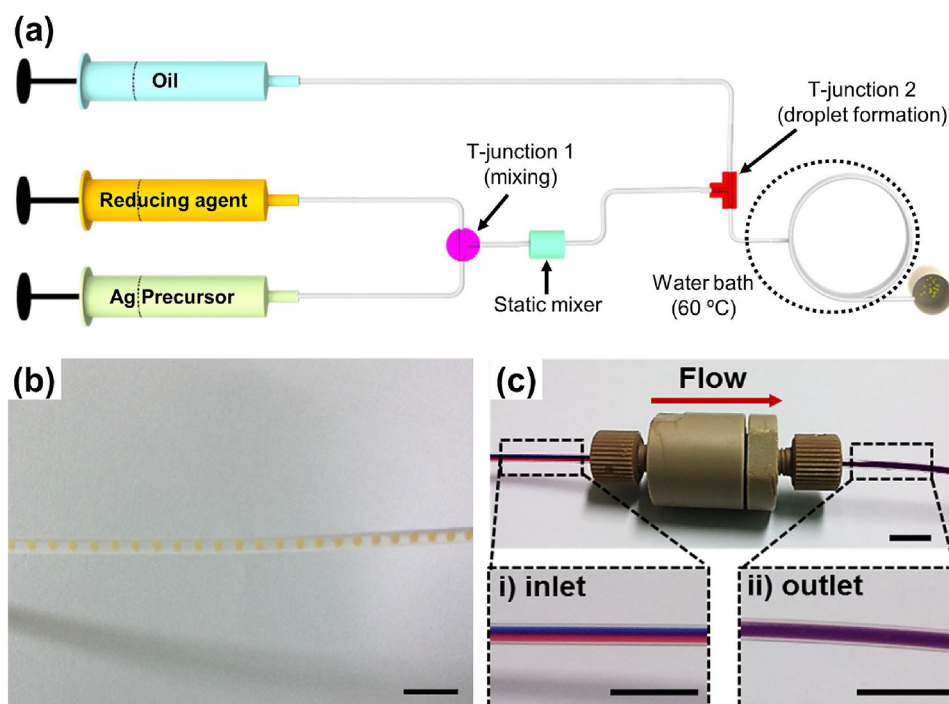 (a)
Oil
T-junction 2
(droplet formation)
T-junction 1
(mixing)
Reducing agent
Ag Precursor
Static mixer
Water bath
(60 ºC)
(b)
(c)
Flow
i) inlet
ii) outlet